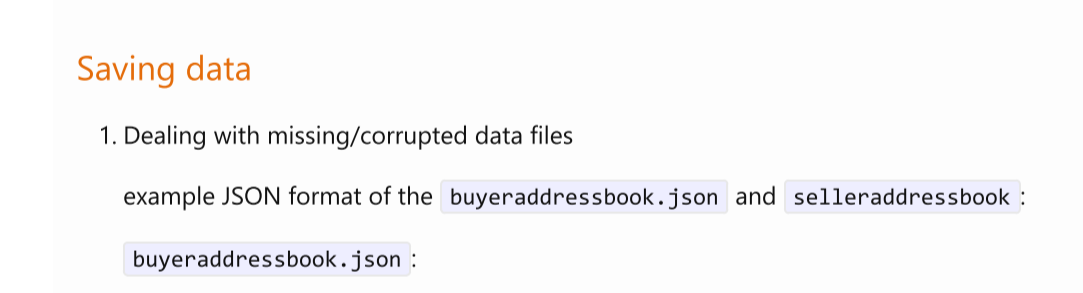 Saving data
1. Dealing with missing/corrupted data files
example JSON format of the buyeraddressbook.json and selleraddressbook:
buyeraddressbook.json: